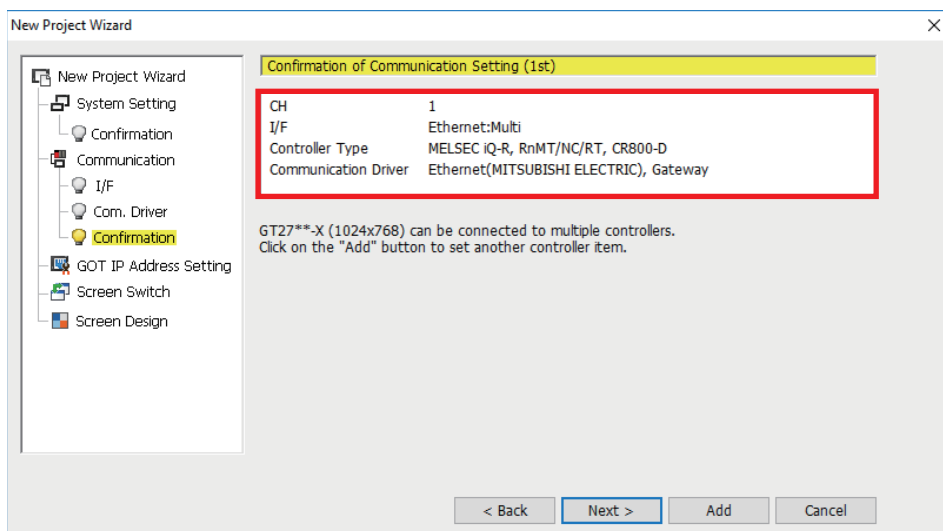 New Project Wizard
New Project Wizard
System Setting
Confirmation
Communication
I/F
Com. Driver
Confirmation
GOT IP Address Setting
Screen Switch
Screen Design
Confirmation of Communication Setting (1st)
CH 1
I/F Ethernet:Multi
Controller Type MELSEC iQ-R, RnMT/NC/RT, CR800-D
Communication Driver Ethernet(MITSUBISHI ELECTRIC), Gateway
GT27**-X (1024x768) can be connected to multiple controllers.
Click on the "Add" button to set another controller item.
< Back Next > Add Cancel